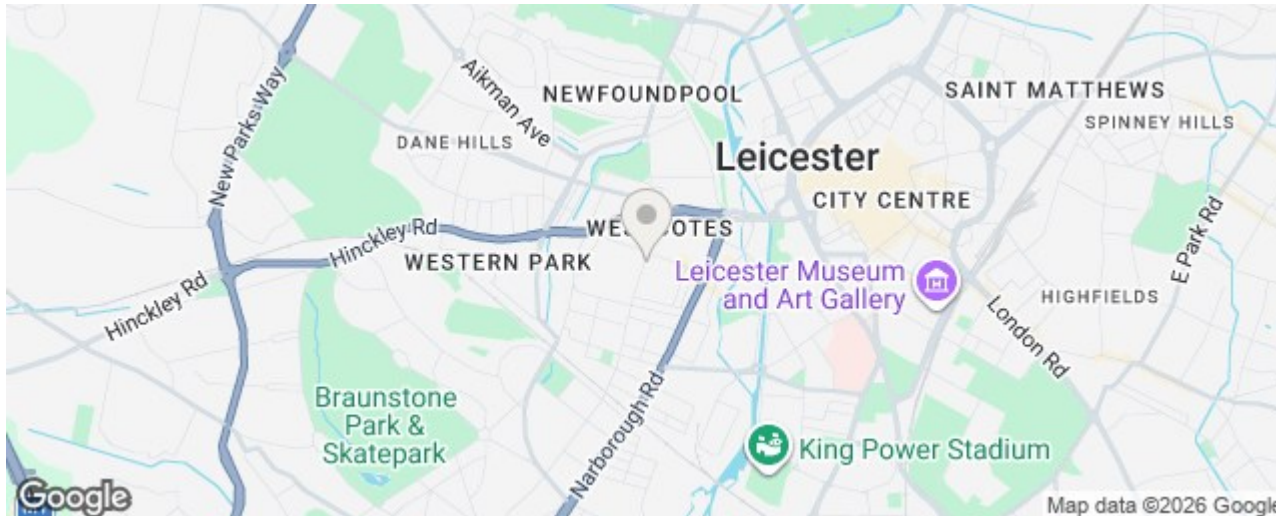 New Parks Way
Aikman Ave
NEWFOUNDPOOL
SAINT MATTHEWS
SPINNEY HILLS
DANE HILLS
Leicester
CITY CENTRE
E Park Rd
Hinckley Rd
WESTERN PARK
Leicester Museum
and Art Gallery
HIGHFIELDS
Hinckley Rd
London Rd
Braunstone
Park &
Skatepark
Narborough Rd
King Power Stadium
Google
Map data ©2026 Google